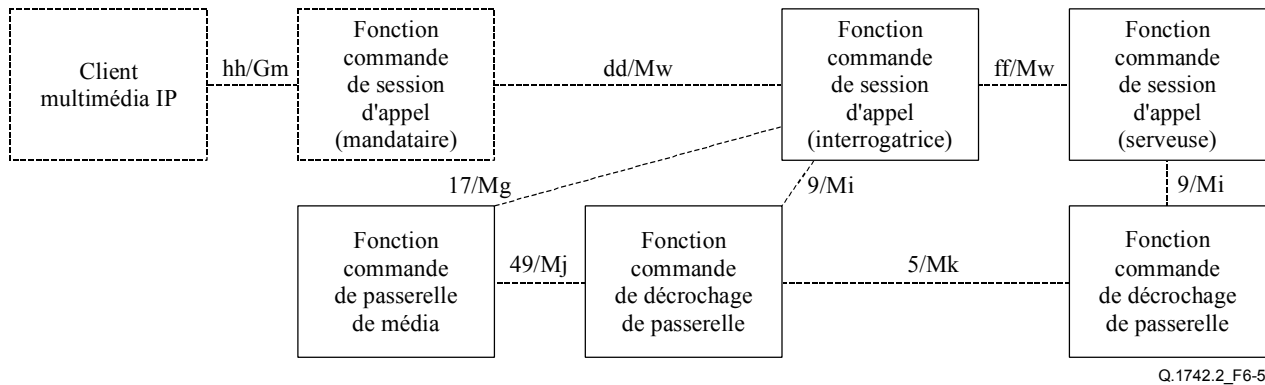 Client
multimédia IP
hh/Gm
Fonction
commande
de session
d'appel
(mandataire)
dd/Mw
Fonction
commande
de session
d'appel
(interrogatrice)
ff/Mw
Fonction
commande
de session
d'appel
(serveuse)
17/Mg
9/Mi
9/Mi
Fonction
commande
de passerelle
de média
49/Mj
Fonction
commande
de décrochage
de passerelle
5/Mk
Fonction
commande
de décrochage
de passerelle
Q.1742.2_F6-5